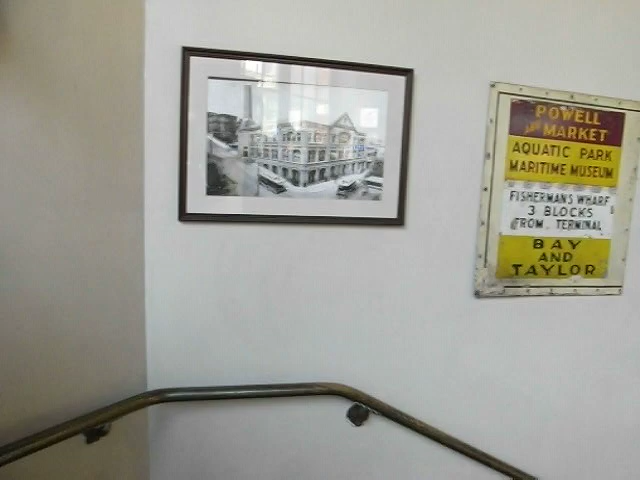 POWELL
AND MARKET
AQUATIC PARK
MARITIME MUSEUM
FISHERMAN'S WHARF
3 BLOCKS
FROM TERMINAL
BAY
AND
TAYLOR